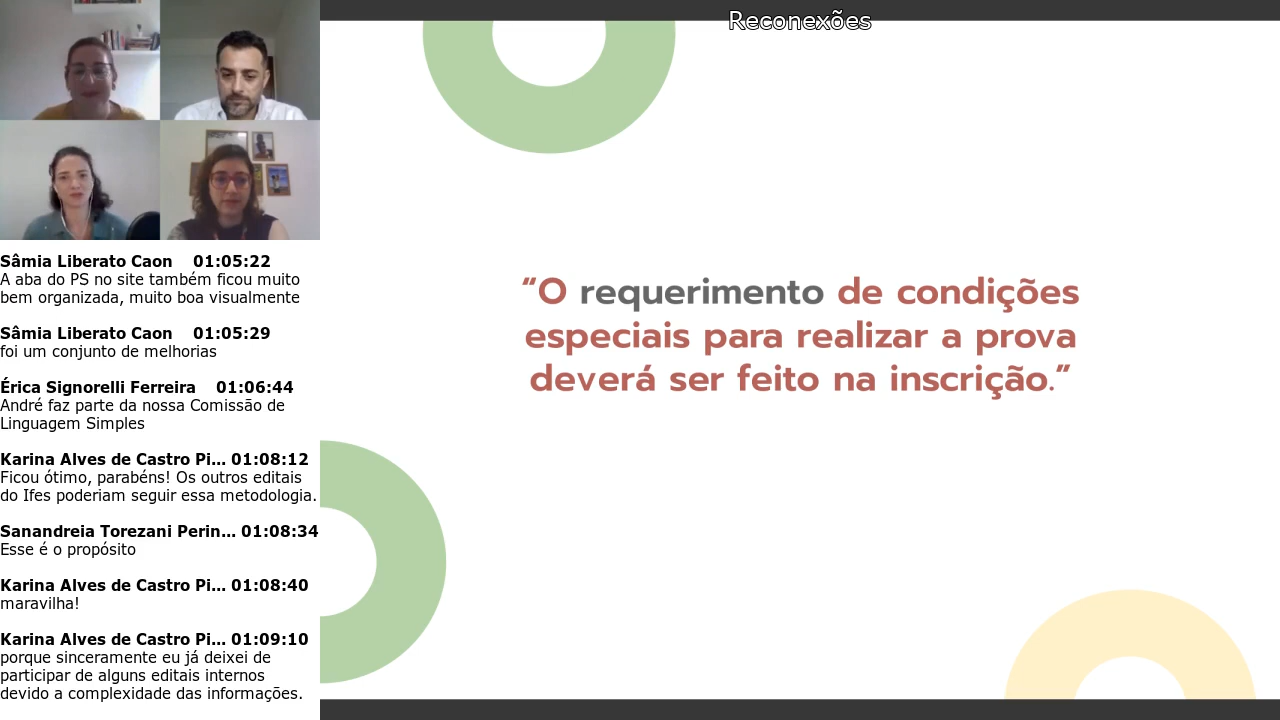 Reconexões
Sâmia Liberato Caon 01:05:22
A aba do PS no site também ficou muito
bem organizada, muito boa visualmente
Sâmia Liberato Caon 01:05:29
foi um conjunto de melhorias
Érica Signorelli Ferreira 01:06:44
André faz parte da nossa Comissão de
Linguagem Simples
Karina Alves de Castro Pi... 01:08:12
Ficou ótimo, parabéns! Os outros editais
do Ifes poderiam seguir essa metodologia.
Sanandreia Torezani Perin... 01:08:34
Esse é o propósito
Karina Alves de Castro Pi... 01:08:40
maravilha!
Karina Alves de Castro Pi... 01:09:10
porque sinceramente eu já deixei de
participar de alguns editais internos
devido a complexidade das informações.
“O requerimento de condições
especiais para realizar a prova
deverá ser feito na inscrição.”